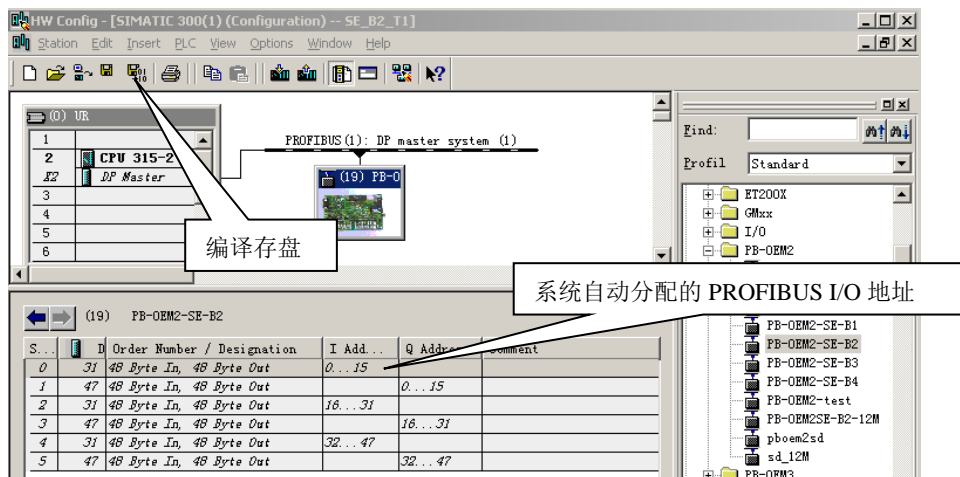 HW Config - [SIMATIC 300(1) (Configuration) -- SE_B2_T1]
Station Edit Insert PLC View Options Window Help
(0) UR
1
2 CPU 315-2
X2 DP Master
3
4
5
6
PROFIBUS(1): DP master system (1)
(19) PB-O
编译存盘
Find:
Profil Standard
ET200X
GMxx
I/O
PB-OEM2
系统自动分配的 PROFIBUS I/O 地址
PB-OEM2-SE-B1
PB-OEM2-SE-B2
PB-OEM2-SE-B3
PB-OEM2-SE-B4
PB-OEM2-test
PB-OEM2SE-B2-12M
pboem2sd
sd_12M
PB-OEM3
(19) PB-OEM2-SE-B2
S... D Order Number / Designation I Add... Q Addre Comment
0 31 48 Byte In, 48 Byte Out 0...15
1 47 48 Byte In, 48 Byte Out 0...15
2 31 48 Byte In, 48 Byte Out 16...31
3 47 48 Byte In, 48 Byte Out 16...31
4 31 48 Byte In, 48 Byte Out 32...47
5 47 48 Byte In, 48 Byte Out 32...47